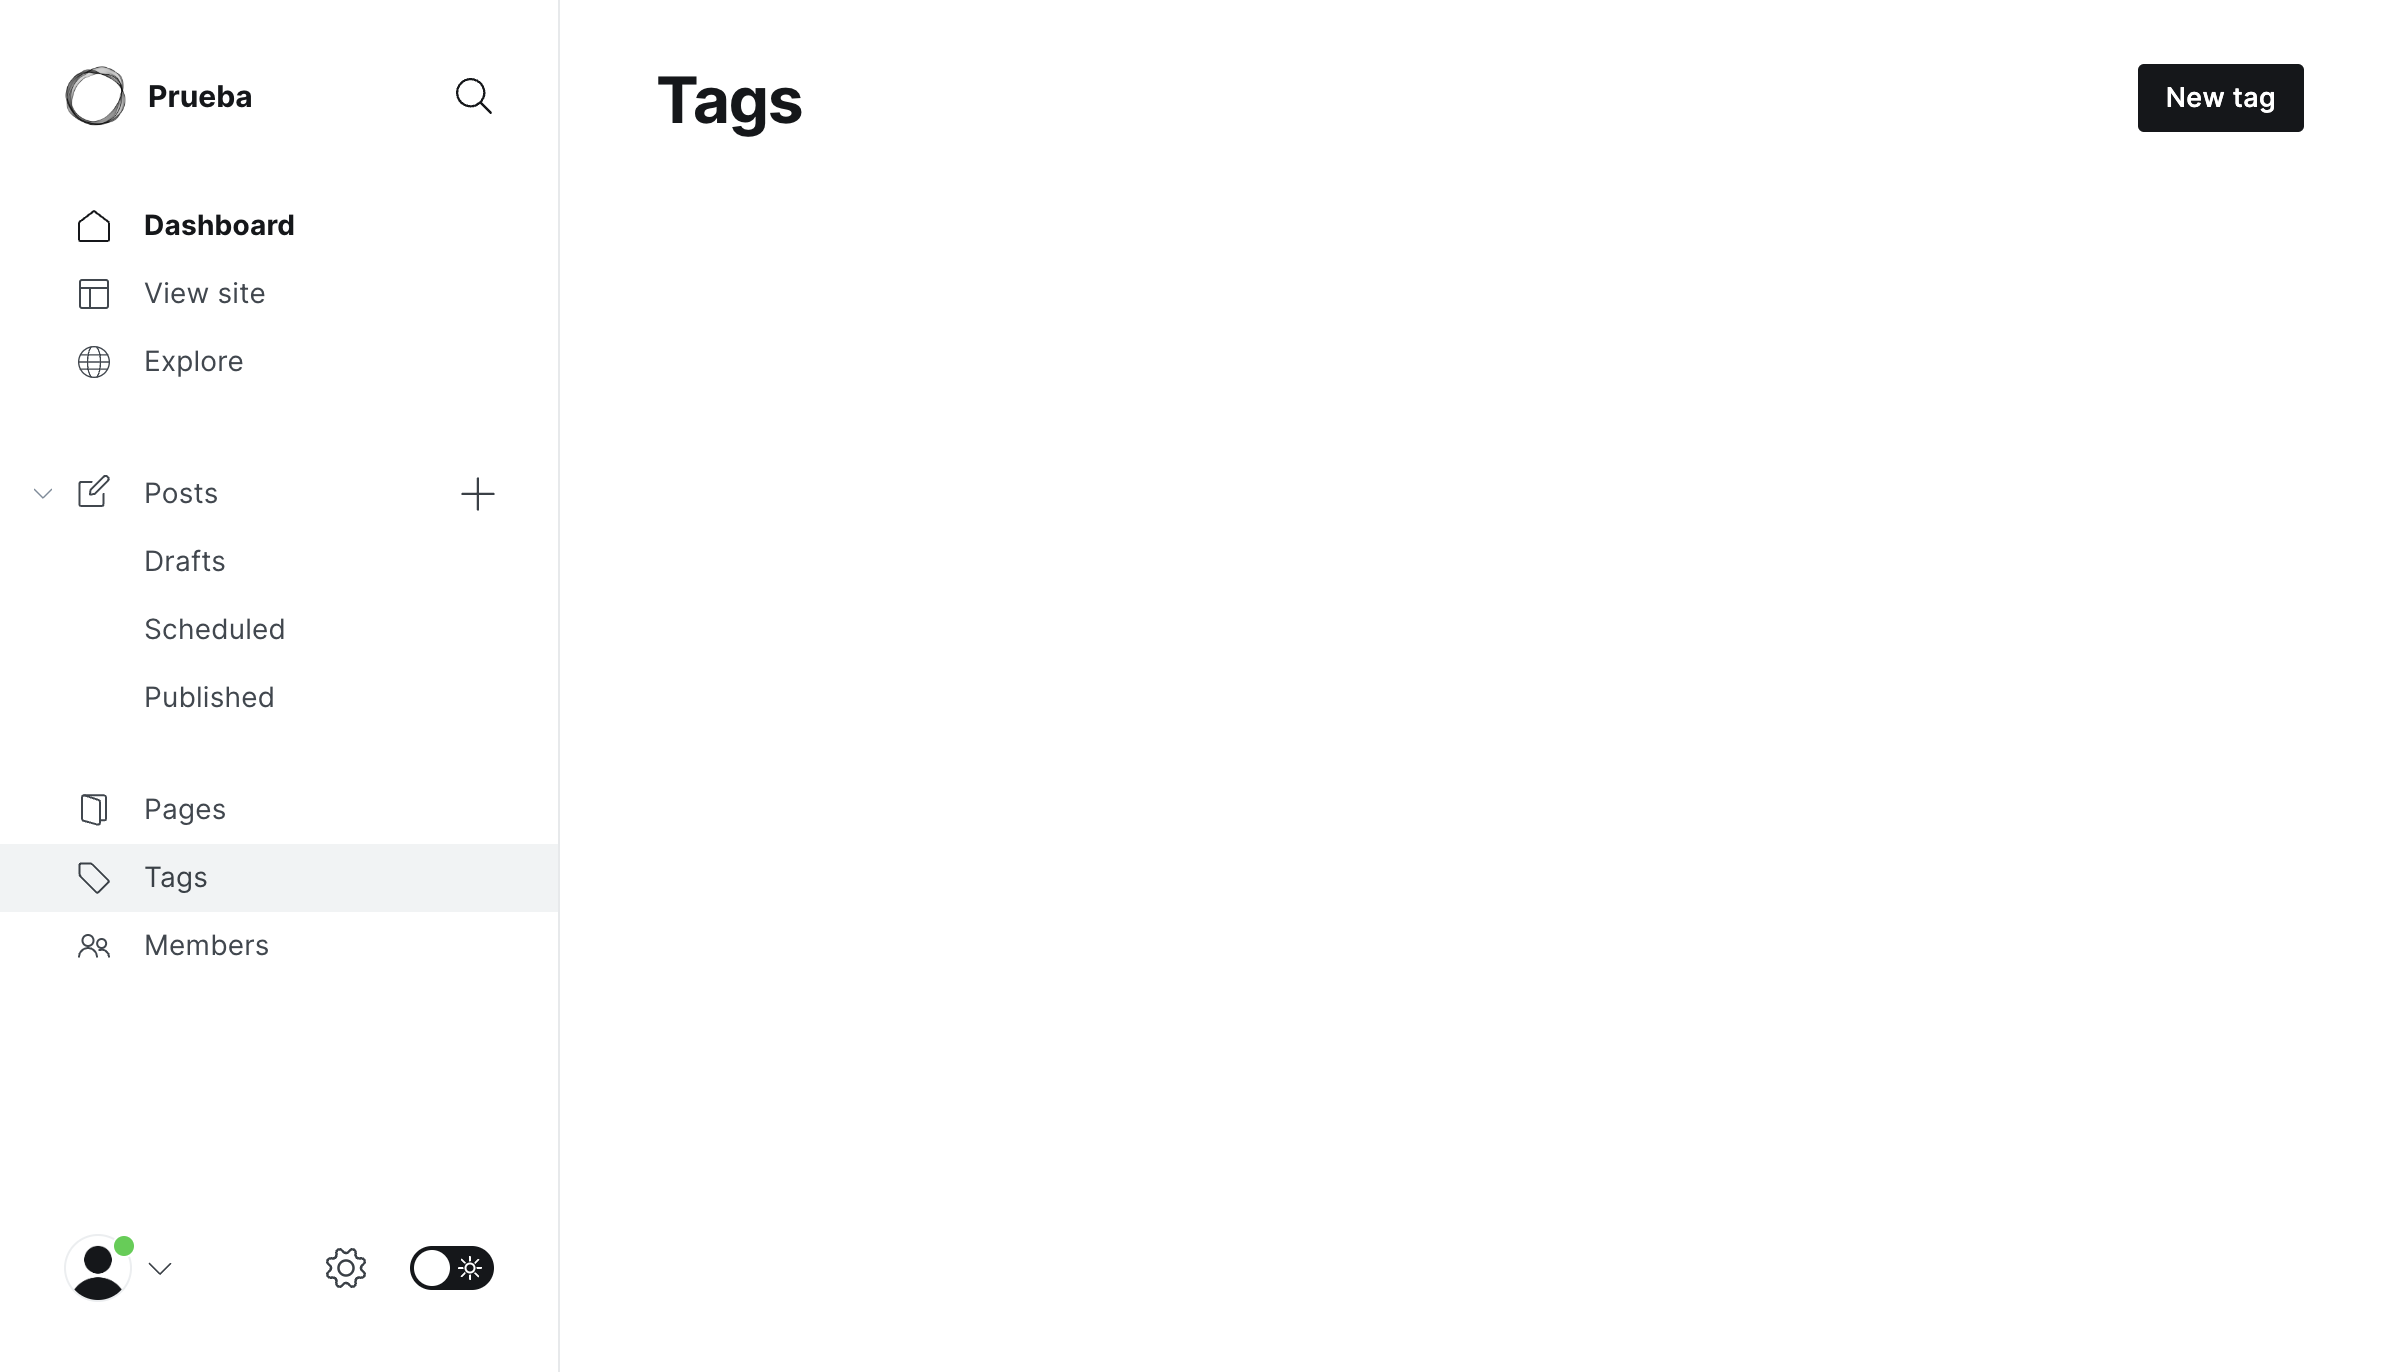 Prueba
Dashboard
View site
Explore
Posts
Drafts
Scheduled
Published
Pages
Tags
Members
Tags
New tag